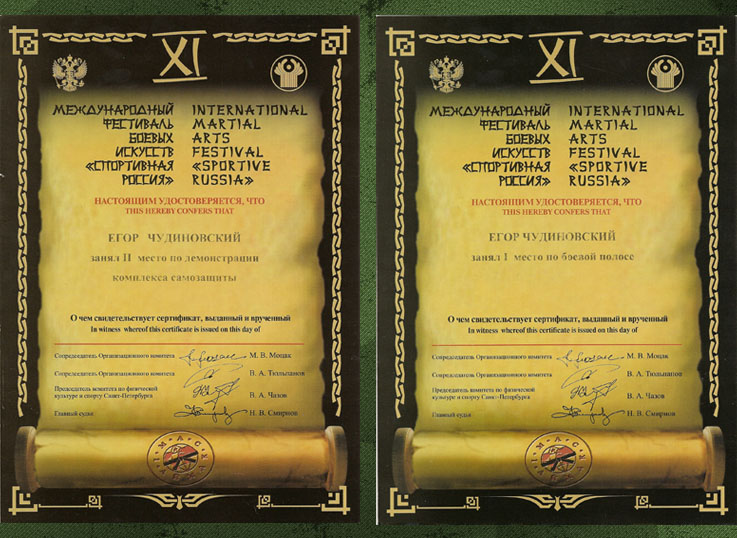 XI
МЕЖДУНАРОДНЫЙ
ФЕСТИВАЛЬ
БОЕВЫХ
ИСКУССТВ
«СПОРТИВНАЯ
РОССИЯ»
INTERNATIONAL
MARTIAL
ARTS
FESTIVAL
«SPORTIVE
RUSSIA»
НАСТОЯЩИМ УДОСТОВЕРЯЕТСЯ, ЧТО
THIS HEREBY CONFERS THAT
ЕГОР ЧУДИНОВСКИЙ
занял II место по демонстрации
комплекса самозащиты
О чем свидетельствует сертификат, выданный и врученный
In witness whereof this certificate is issued on this day of
Сопредседатель Организационного комитета М. В. Моцак
Сопредседатель Организационного комитета В. А. Тюльпанов
Председатель комитета по физической
культуре и спорту Санкт-Петербурга В. А. Чазов
Главный судья Н. В. Смирнов
XI
МЕЖДУНАРОДНЫЙ
ФЕСТИВАЛЬ
БОЕВЫХ
ИСКУССТВ
«СПОРТИВНАЯ
РОССИЯ»
INTERNATIONAL
MARTIAL
ARTS
FESTIVAL
«SPORTIVE
RUSSIA»
НАСТОЯЩИМ УДОСТОВЕРЯЕТСЯ, ЧТО
THIS HEREBY CONFERS THAT
ЕГОР ЧУДИНОВСКИЙ
занял I место по боевой полосе
О чем свидетельствует сертификат, выданный и врученный
In witness whereof this certificate is issued on this day of
Сопредседатель Организационного комитета М. В. Моцак
Сопредседатель Организационного комитета В. А. Тюльпанов
Председатель комитета по физической
культуре и спорту Санкт-Петербурга В. А. Чазов
Главный судья Н. В. Смирнов